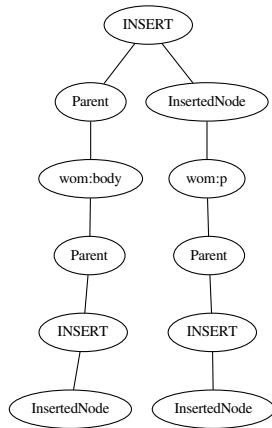 INSERT
Parent InsertedNode
wom:body wom:p
Parent Parent
INSERT INSERT
InsertedNode InsertedNode